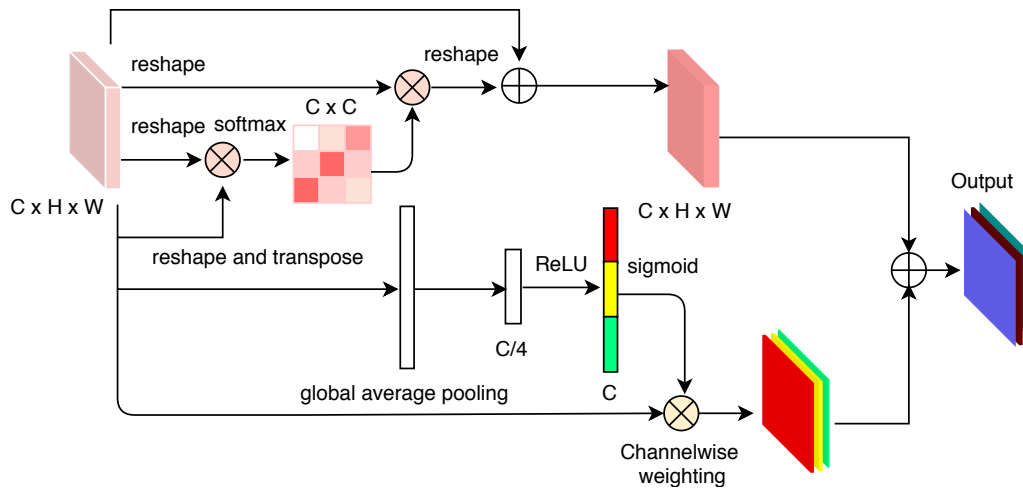 reshape
reshape
C x C
reshape
softmax
C x H x W
C x H x W
Output
reshape and transpose
ReLU
sigmoid
C/4
C
global average pooling
Channelwise
weighting